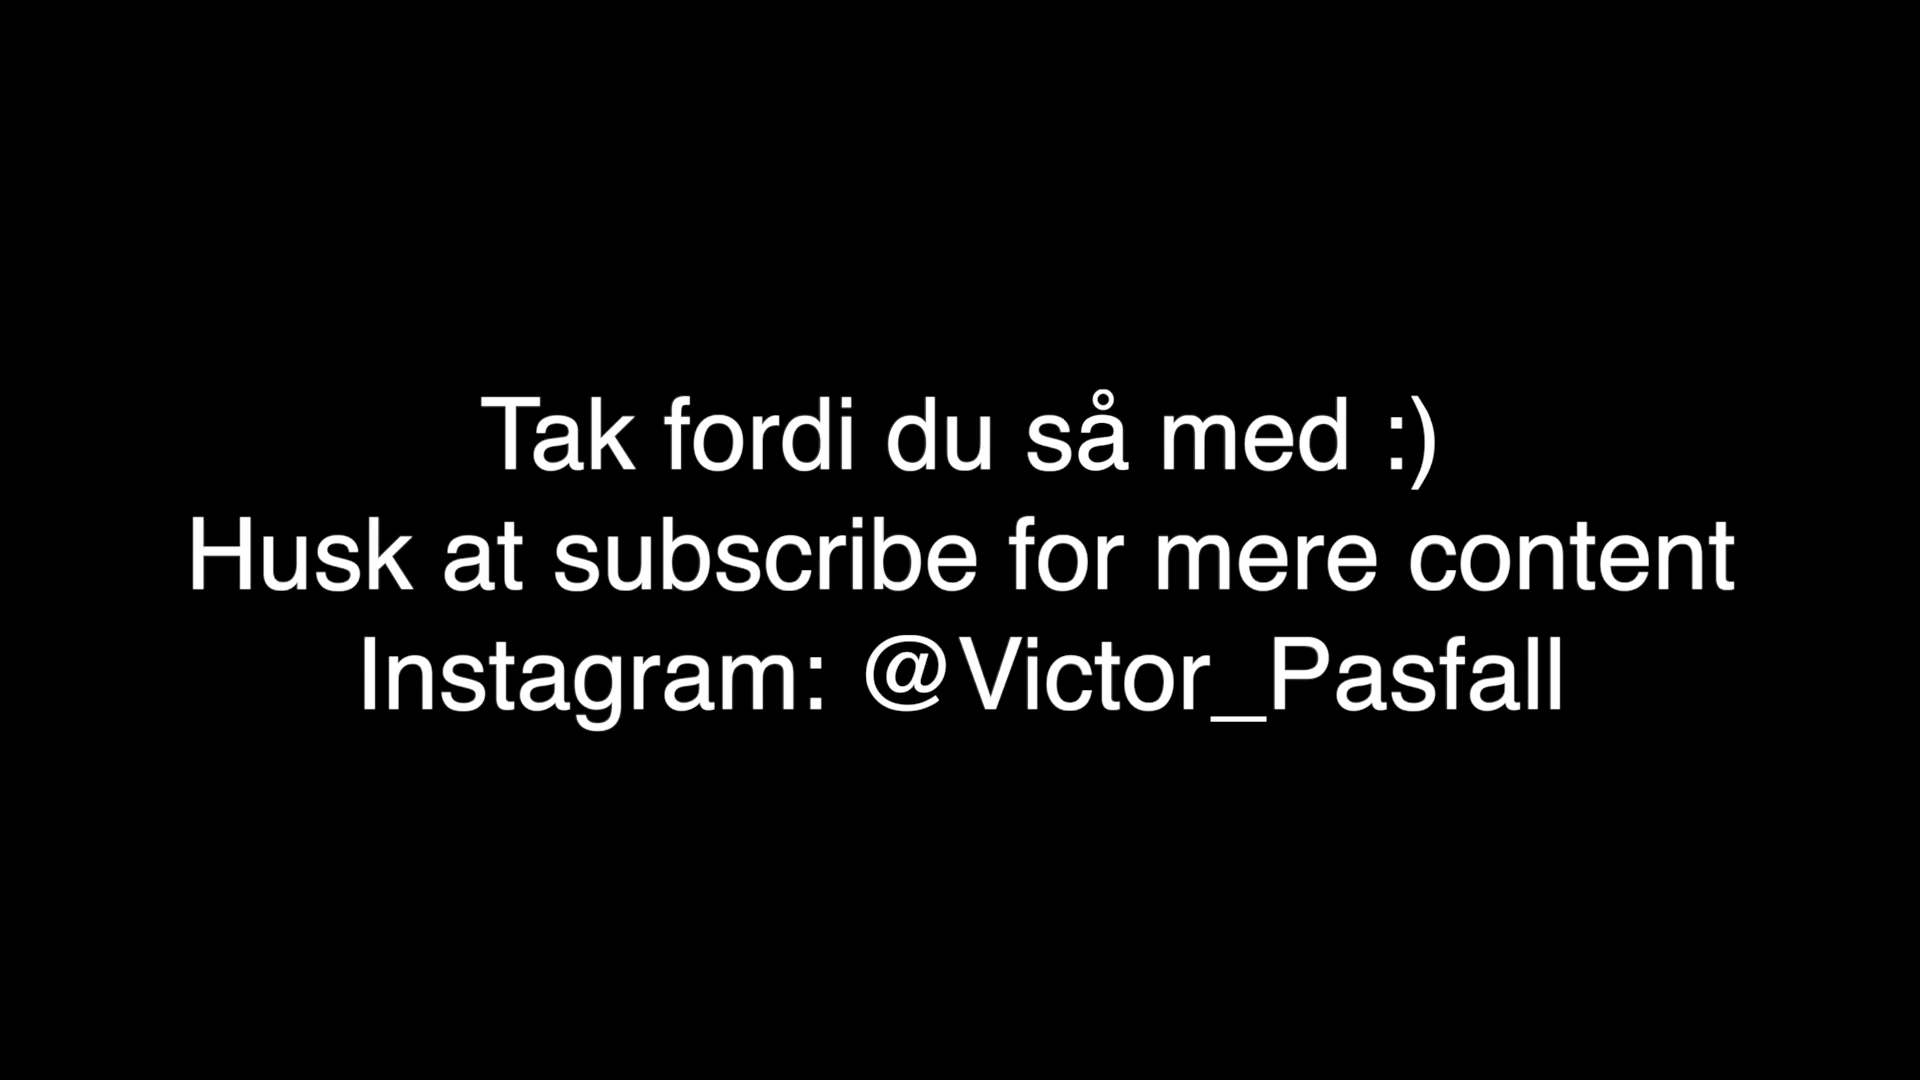 Tak fordi du så med :)
Husk at subscribe for mere content
Instagram: @Victor_Pasfall